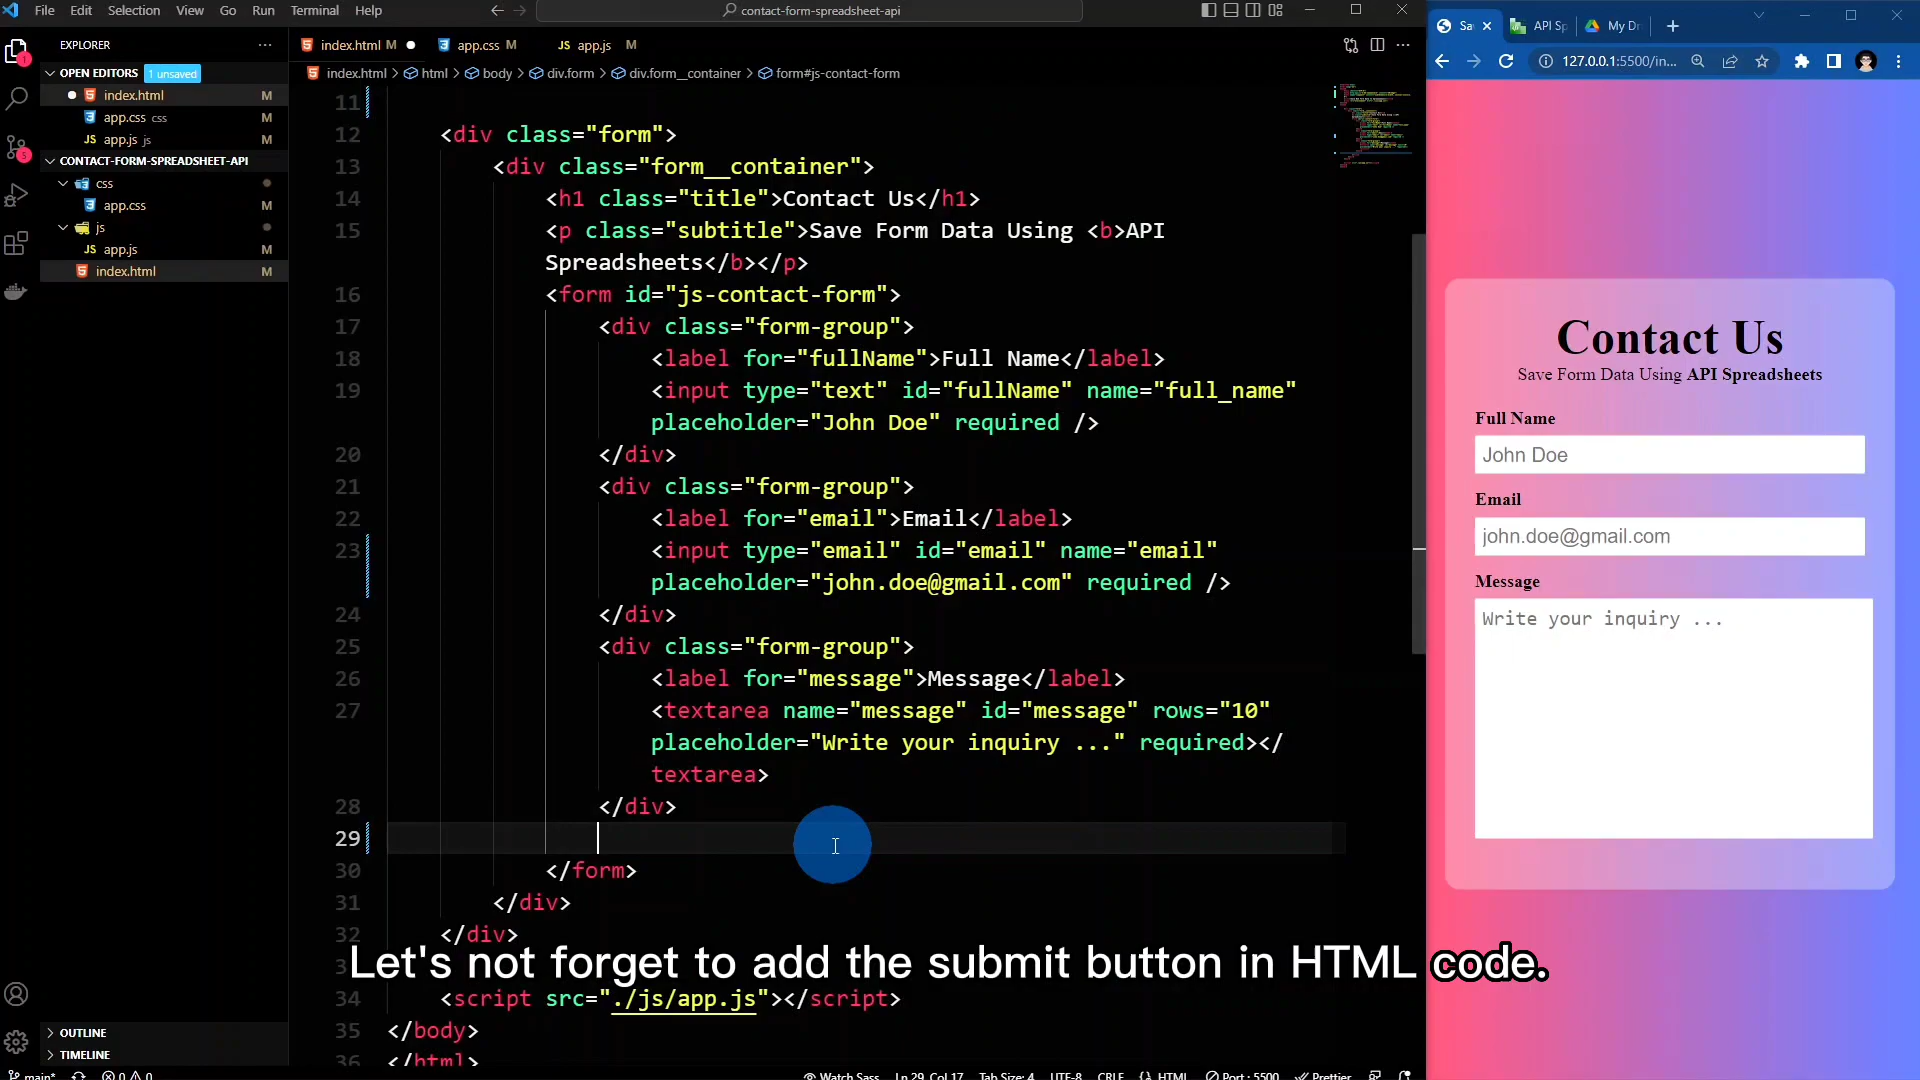 File Edit Selection View Go Run Terminal Help
contact-form-spreadsheet-api
EXPLORER
OPEN EDITORS 1 unsaved
index.html M
app.css css M
app.js js M
CONTACT-FORM-SPREADSHEET-API
css
app.css M
js
JS app.js M
index.html M
OUTLINE
TIMELINE
index.html M
app.css M
JS app.js M
index.html > html > body > div.form > div.form__container > form#js-contact-form
11
12 <div class="form">
13 <div class="form__container">
14 <h1 class="title">Contact Us</h1>
15 <p class="subtitle">Save Form Data Using <b>API
Spreadsheets</b></p>
16 <form id="js-contact-form">
17 <div class="form-group">
18 <label for="fullName">Full Name</label>
19 <input type="text" id="fullName" name="full_name"
placeholder="John Doe" required />
20 </div>
21 <div class="form-group">
22 <label for="email">Email</label>
23 <input type="email" id="email" name="email"
placeholder="john.doe@gmail.com" required />
24 </div>
25 <div class="form-group">
26 <label for="message">Message</label>
27 <textarea name="message" id="message" rows="10"
placeholder="Write your inquiry ..." required></
textarea>
28 </div>
29
30 </form>
31 </div>
32 </div>
34 <script src="./js/app.js"></script>
35 </body>
36 </html>
Let's not forget to add the submit button in HTML code.
main* 0 0 Watch Sass Ln 29, Col 17 Tab Size: 4 UTF-8 CRLF {} HTML Port : 5500 Prettier
Sa API Sp My Dr
127.0.0.1:5500/in...
Contact Us
Save Form Data Using API Spreadsheets
Full Name
John Doe
Email
john.doe@gmail.com
Message
Write your inquiry ...